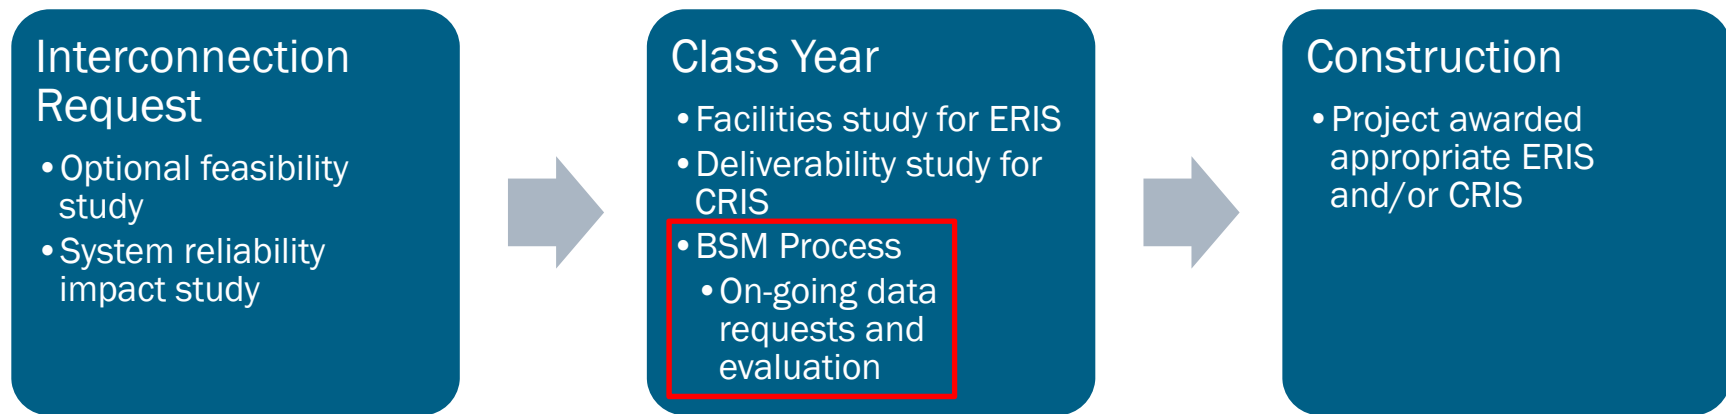 Interconnection
Request
•Optional feasibility
study
•System reliability
impact study
Class Year
•Facilities study for ERIS
•Deliverability study for
CRIS
•BSM Process
•On-going data
requests and
evaluation
Construction
•Project awarded
appropriate ERIS
and/or CRIS